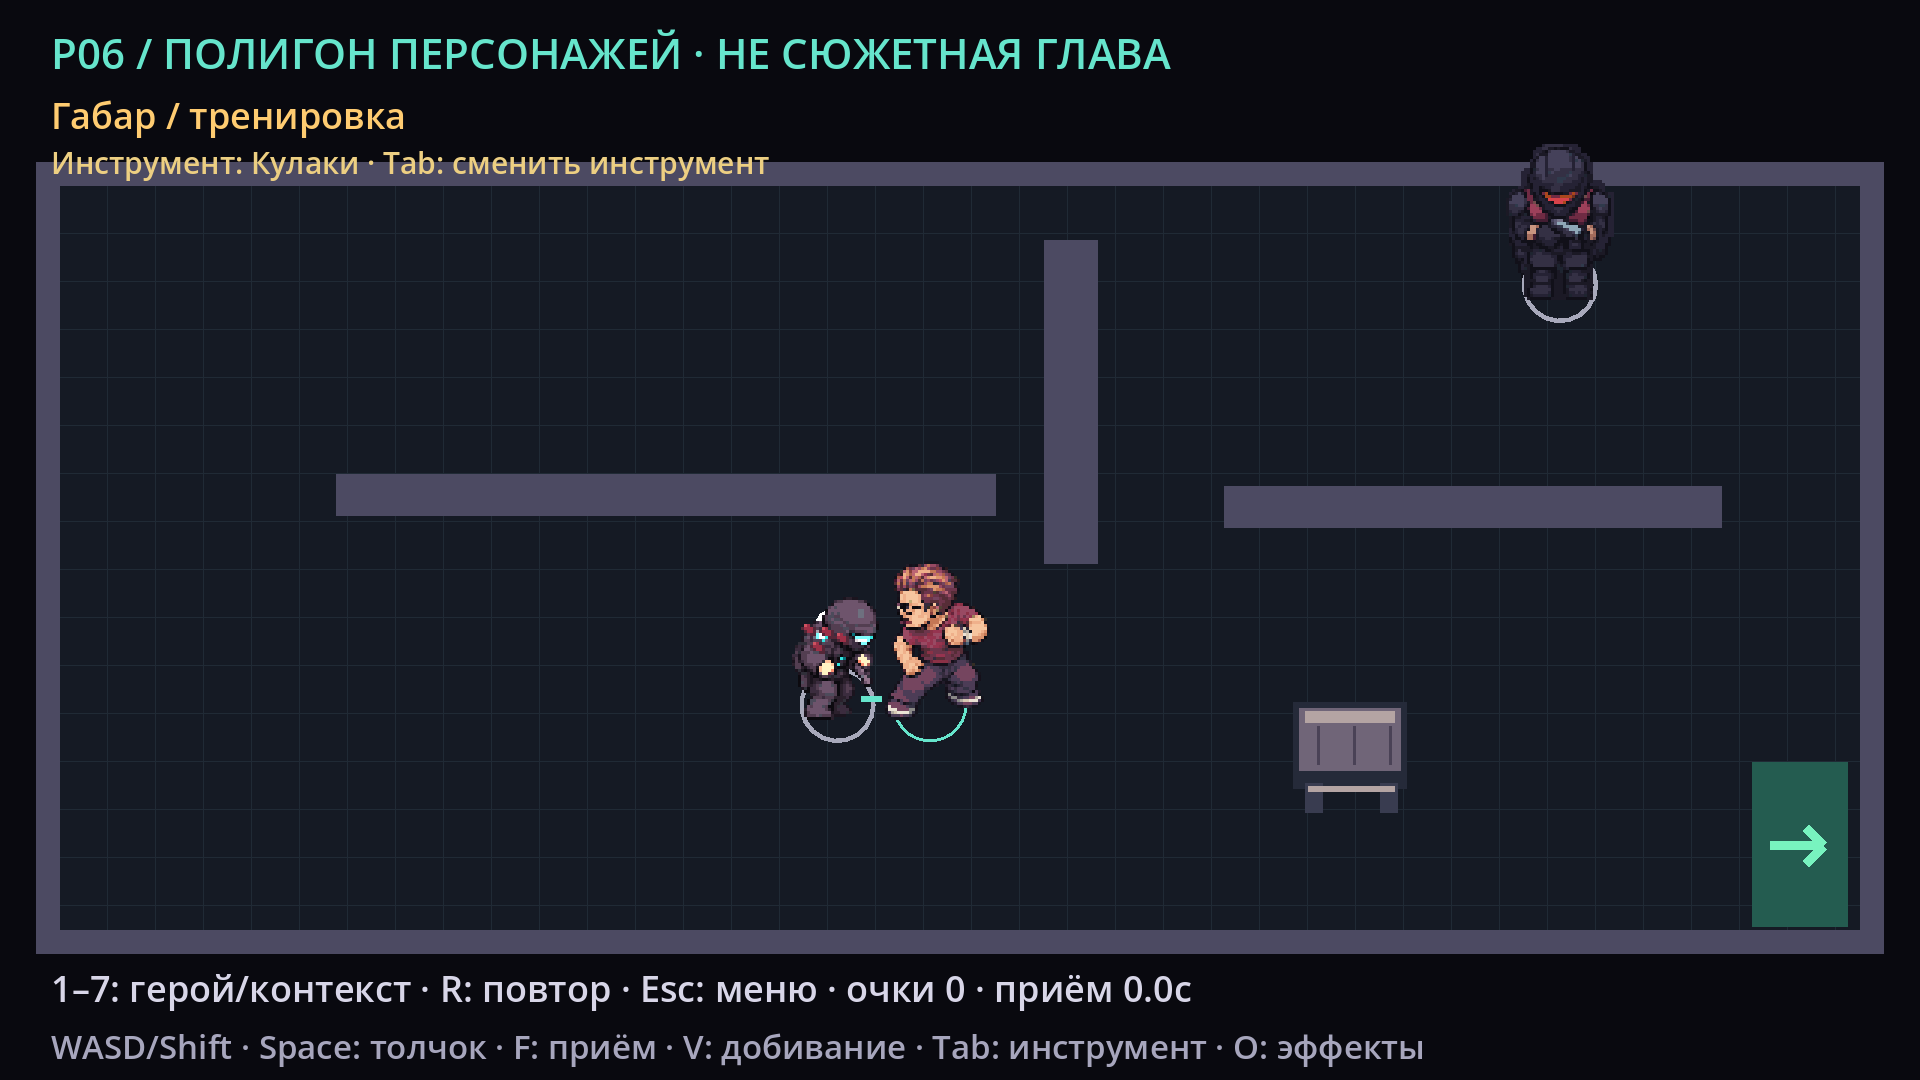 P06 / ПОЛИГОН ПЕРСОНАЖЕЙ · НЕ СЮЖЕТНАЯ ГЛАВА
Габар / тренировка
Инструмент: Кулаки · Tab: сменить инструмент
1–7: герой/контекст · R: повтор · Esc: меню · очки 0 · приём 0.0с
WASD/Shift · Space: толчок · F: приём · V: добивание · Tab: инструмент · O: эффекты